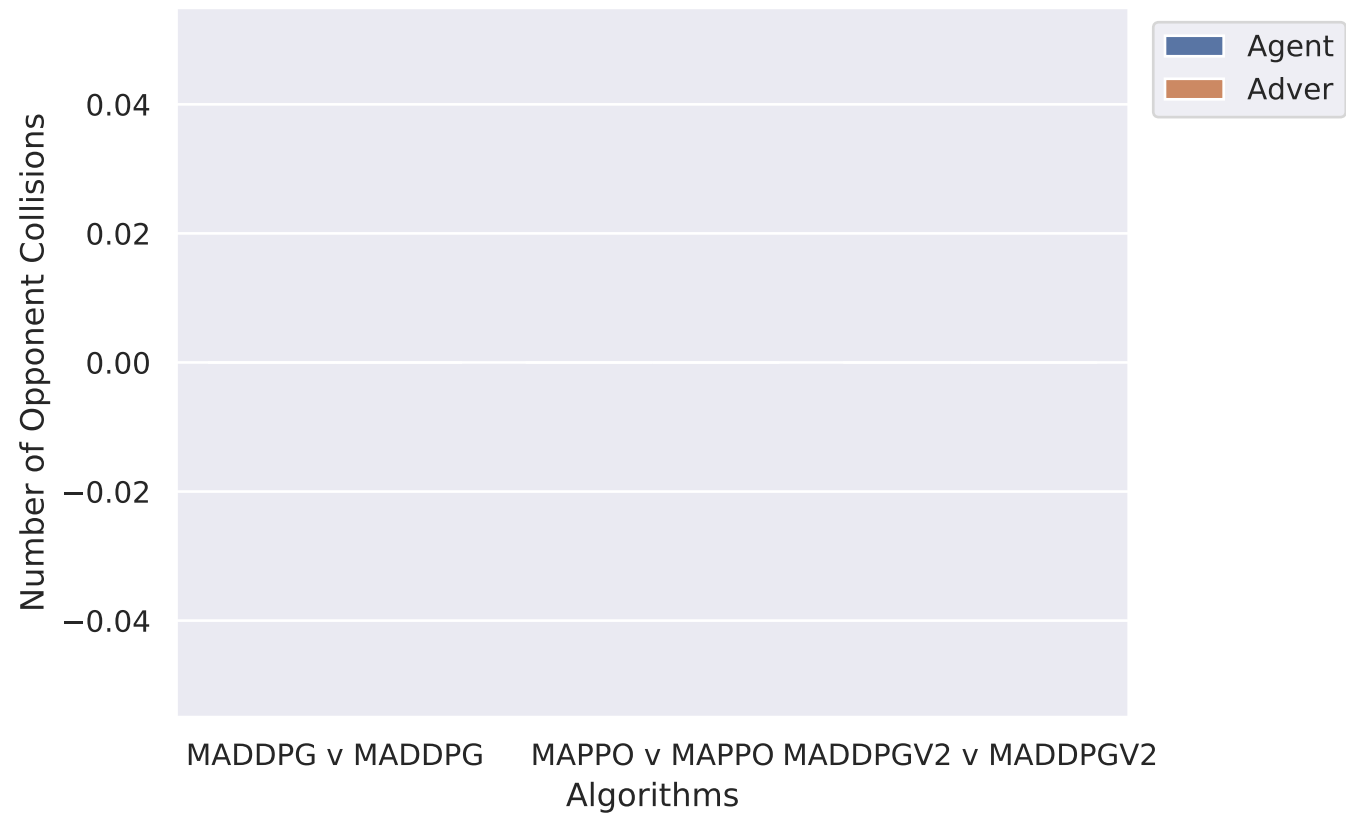 Agent
Adver
Number of Opponent Collisions
0.04
0.02
0.00
−0.02
−0.04
MADDPG v MADDPG MAPPO v MAPPO MADDPGV2 v MADDPGV2
Algorithms